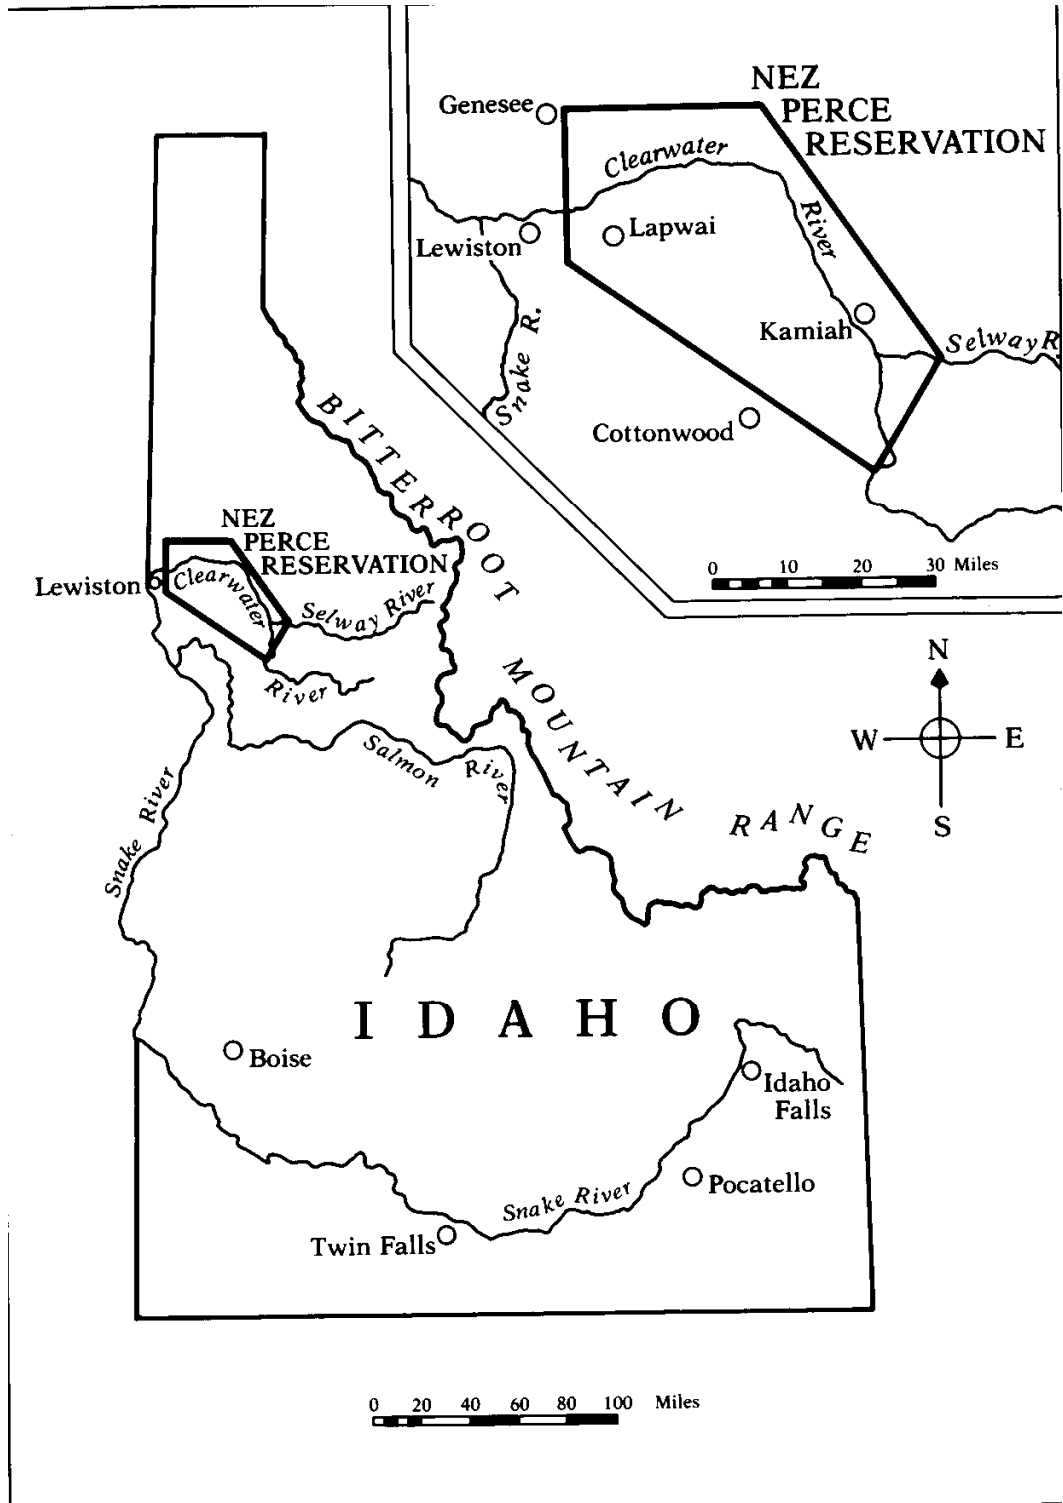 NEZ
PERCE
RESERVATION
Genesee
Clearwater
River
Lewiston
Lapwai
Snake R.
Kamiah
Selway R
Cottonwood
0 10 20 30 Miles
BITTERROOT
MOUNTAIN
RANGE
NEZ
PERCE
RESERVATION
Lewiston
Clearwater
Selway River
River
Salmon River
Snake River
N
W E
S
IDAHO
Boise
Idaho
Falls
Pocatello
Snake River
Twin Falls
0 20 40 60 80 100 Miles